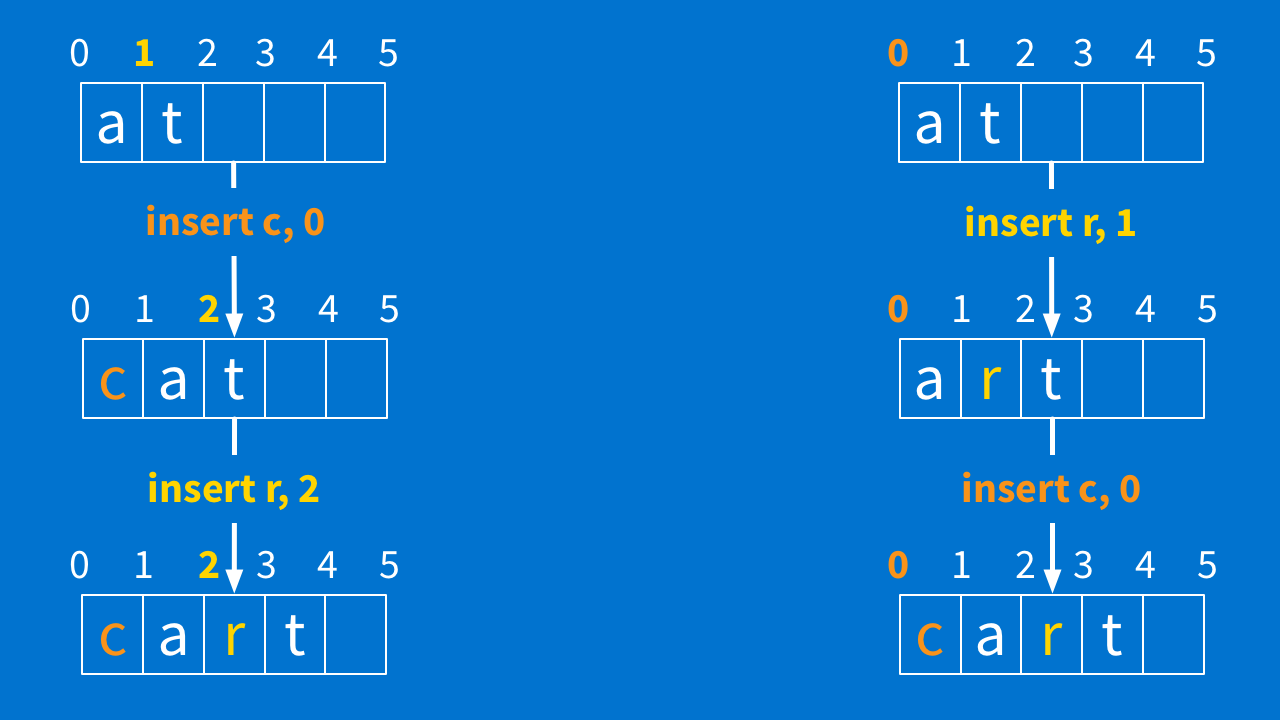 0 1 2 3 4 5
a t
insert c, 0
0 1 2 3 4 5
c a t
insert r, 2
0 1 2 3 4 5
c a r t
0 1 2 3 4 5
a t
insert r, 1
0 1 2 3 4 5
a r t
insert c, 0
0 1 2 3 4 5
c a r t